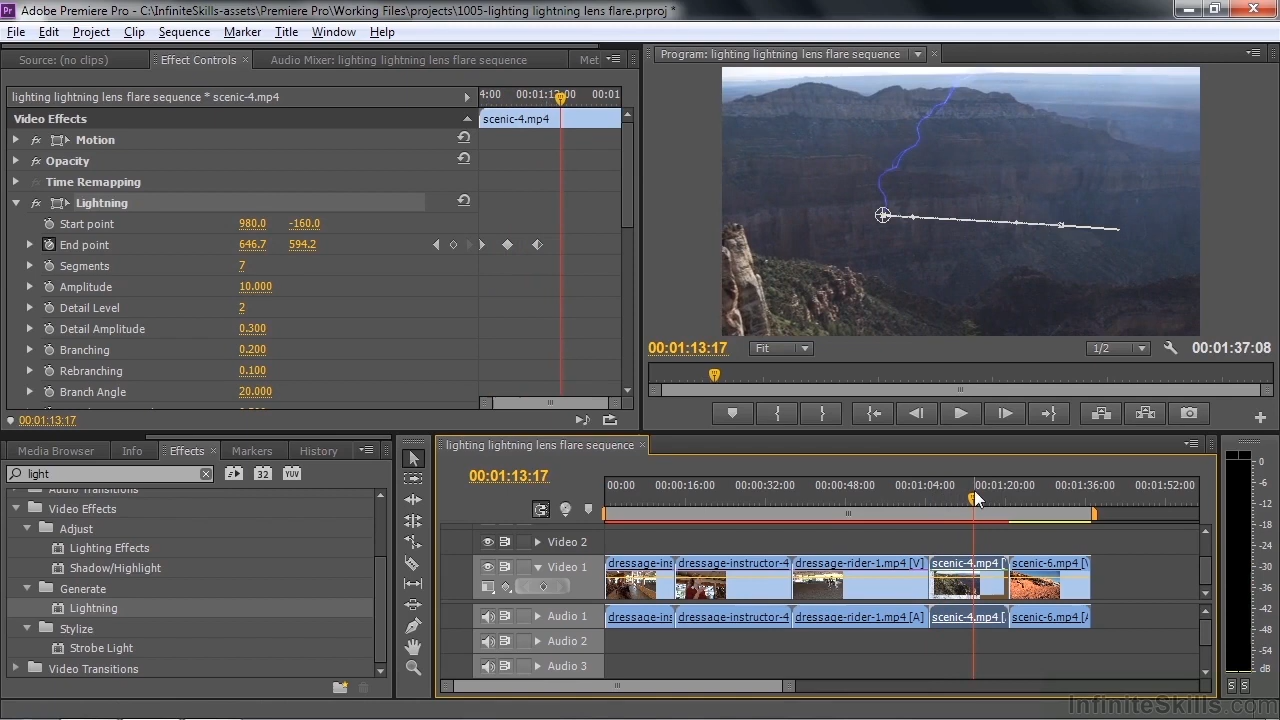 Adobe Premiere Pro - C:\InfiniteSkills-assets\Premiere Pro\Working Files\projects\1005-lighting lightning lens flare.prproj *
File Edit Project Clip Sequence Marker Title Window Help
Source: (no clips) Effect Controls × Audio Mixer: lighting lightning lens flare sequence Met
Program: lighting lightning lens flare sequence ×
lighting lightning lens flare sequence * scenic-4.mp4
4:00 00:01:12:00 00:01
Video Effects
scenic-4.mp4
fx Motion
fx Opacity
fx Time Remapping
fx Lightning
Start point 980.0 -160.0
End point 646.7 594.2
Segments 7
Amplitude 10.000
Detail Level 2
Detail Amplitude 0.300
Branching 0.200
Rebranching 0.100
Branch Angle 20.000
00:01:13:17
00:01:13:17 Fit 1/2 00:01:37:08
Media Browser Info Effects × Markers History
light
32 YUV
Audio Transitions
Video Effects
Adjust
Lighting Effects
Shadow/Highlight
Generate
Lightning
Stylize
Strobe Light
Video Transitions
lighting lightning lens flare sequence ×
00:01:13:17
00:00 00:00:16:00 00:00:32:00 00:00:48:00 00:01:04:00 00:01:20:00 00:01:36:00 00:01:52:00
Video 2
Video 1
dressage-ins dressage-instructor-4 dressage-rider-1.mp4 [V] scenic-4.mp4 [ scenic-6.mp4 [V
Audio 1
dressage-ins dressage-instructor-4 dressage-rider-1.mp4 [A] scenic-4.mp4 [ scenic-6.mp4 [A
Audio 2
Audio 3
0
-6
-12
-18
-24
-30
-36
-42
-48
-54
dB
S S
InfiniteSkills.com